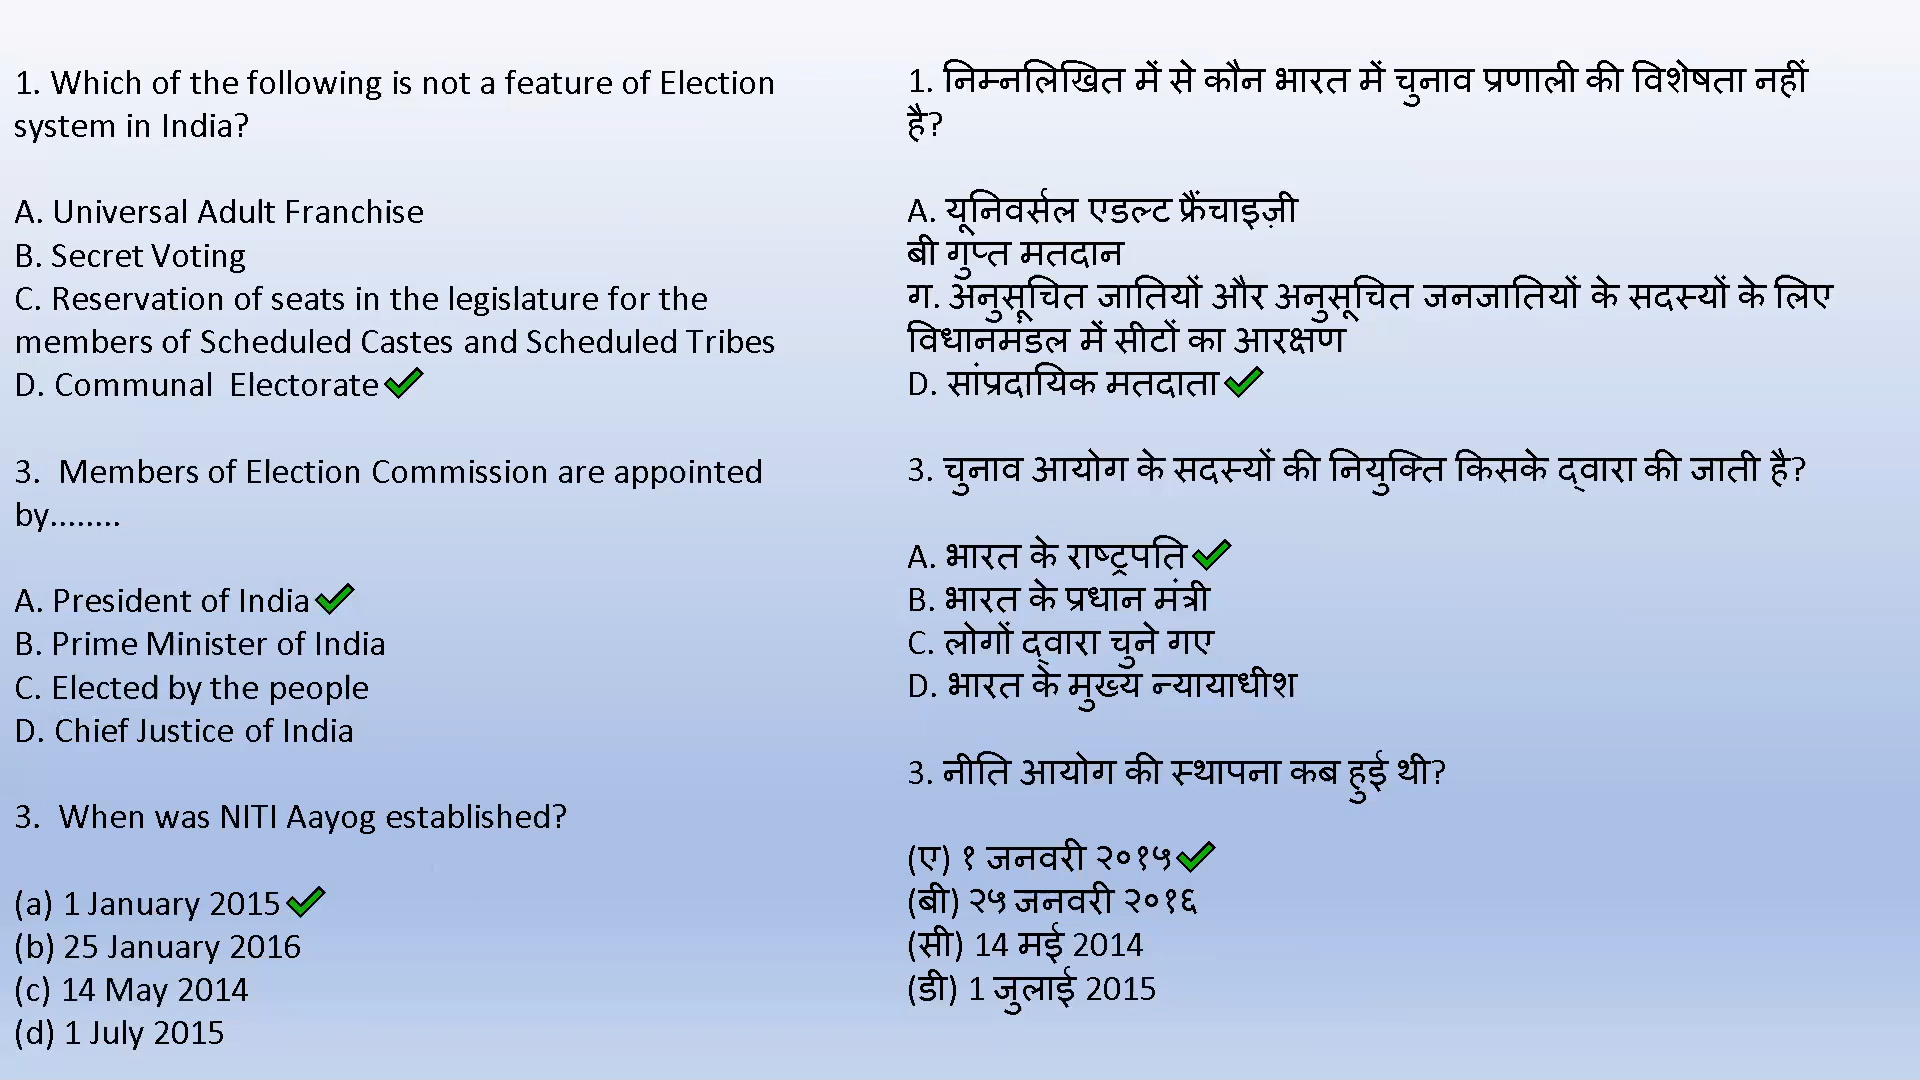 1. Which of the following is not a feature of Election
system in India?
A. Universal Adult Franchise
B. Secret Voting
C. Reservation of seats in the legislature for the
members of Scheduled Castes and Scheduled Tribes
D. Communal Electorate
3. Members of Election Commission are appointed
by........
A. President of India
B. Prime Minister of India
C. Elected by the people
D. Chief Justice of India
3. When was NITI Aayog established?
(a) 1 January 2015
(b) 25 January 2016
(c) 14 May 2014
(d) 1 July 2015
1. निम्नलिखित में से कौन भारत में चुनाव प्रणाली की विशेषता नहीं
है?
A. यूनिवर्सल एडल्ट फ्रैंचाइज़ी
बी गुप्त मतदान
ग. अनुसूचित जातियों और अनुसूचित जनजातियों के सदस्यों के लिए
विधानमंडल में सीटों का आरक्षण
D. सांप्रदायिक मतदाता
3. चुनाव आयोग के सदस्यों की नियुक्ति किसके द्वारा की जाती है?
A. भारत के राष्ट्रपति
B. भारत के प्रधान मंत्री
C. लोगों द्वारा चुने गए
D. भारत के मुख्य न्यायाधीश
3. नीति आयोग की स्थापना कब हुई थी?
(ए) १ जनवरी २०१५
(बी) २५ जनवरी २०१६
(सी) 14 मई 2014
(डी) 1 जुलाई 2015